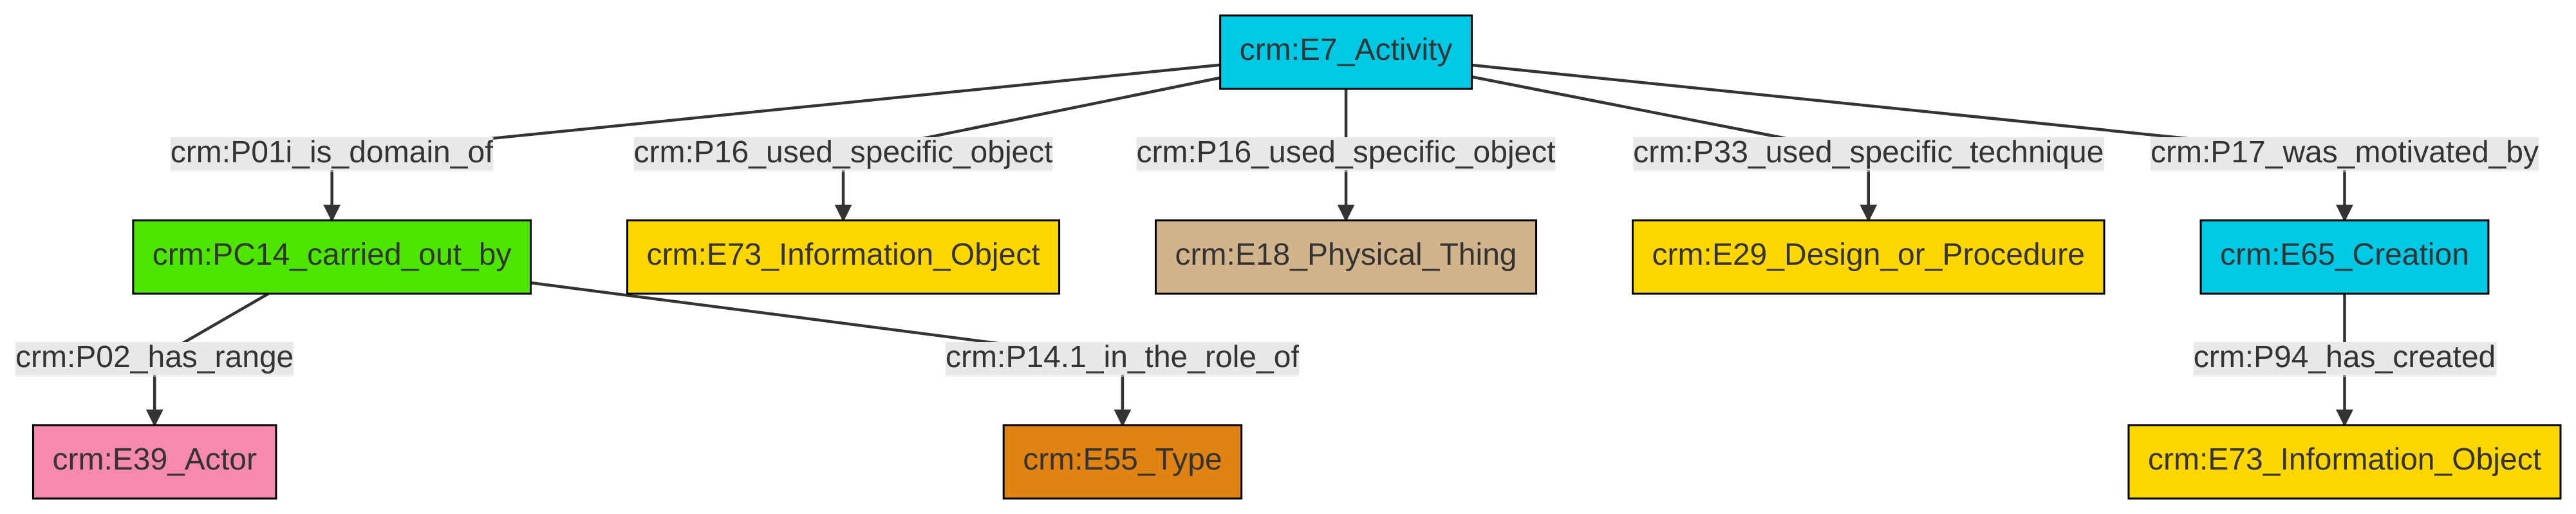 crm:E7_Activity
crm:P01i_is_domain_of
crm:P16_used_specific_object
crm:P16_used_specific_object
crm:P33_used_specific_technique
crm:P17_was_motivated_by
crm:PC14_carried_out_by
crm:E73_Information_Object
crm:E18_Physical_Thing
crm:E29_Design_or_Procedure
crm:E65_Creation
crm:P02_has_range
crm:P14.1_in_the_role_of
crm:P94_has_created
crm:E39_Actor
crm:E55_Type
crm:E73_Information_Object